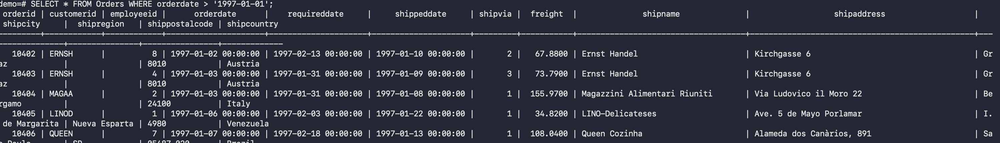 demo=# SELECT * FROM Orders WHERE orderdate > '1997-01-01';
orderid | customerid | employeeid | orderdate | requireddate | shippeddate | shipvia | freight | shipname | shipaddress |
shipcity | shipregion | shippostalcode | shipcountry
---------+------------+------------+---------------------+---------------------+---------------------+---------+-----------+------------------------------------+------------------------------------------------+---
--------------+---------------+----------------+-------------
10402 | ERNSH | 8 | 1997-01-02 00:00:00 | 1997-02-13 00:00:00 | 1997-01-10 00:00:00 | 2 | 67.8800 | Ernst Handel | Kirchgasse 6 | Gr
az | | 8010 | Austria
10403 | ERNSH | 4 | 1997-01-03 00:00:00 | 1997-01-31 00:00:00 | 1997-01-09 00:00:00 | 3 | 73.7900 | Ernst Handel | Kirchgasse 6 | Gr
az | | 8010 | Austria
10404 | MAGAA | 2 | 1997-01-03 00:00:00 | 1997-01-31 00:00:00 | 1997-01-08 00:00:00 | 1 | 155.9700 | Magazzini Alimentari Riuniti | Via Ludovico il Moro 22 | Be
rgamo | | 24100 | Italy
10405 | LINOD | 1 | 1997-01-06 00:00:00 | 1997-02-03 00:00:00 | 1997-01-22 00:00:00 | 1 | 34.8200 | LINO-Delicateses | Ave. 5 de Mayo Porlamar | I.
de Margarita | Nueva Esparta | 4980 | Venezuela
10406 | QUEEN | 7 | 1997-01-07 00:00:00 | 1997-02-18 00:00:00 | 1997-01-13 00:00:00 | 1 | 108.0400 | Queen Cozinha | Alameda dos Canàrios, 891 | Sa